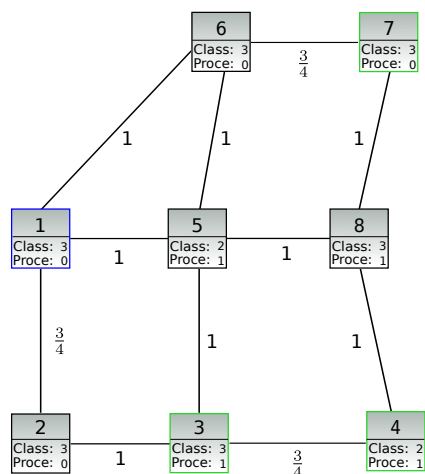 6
Class: 3
Proce: 0
3/4
7
Class: 3
Proce: 0
1
1
1
1
Class: 3
Proce: 0
1
5
Class: 2
Proce: 1
1
8
Class: 3
Proce: 1
3/4
1
1
2
Class: 3
Proce: 0
1
3
Class: 3
Proce: 1
3/4
4
Class: 2
Proce: 1